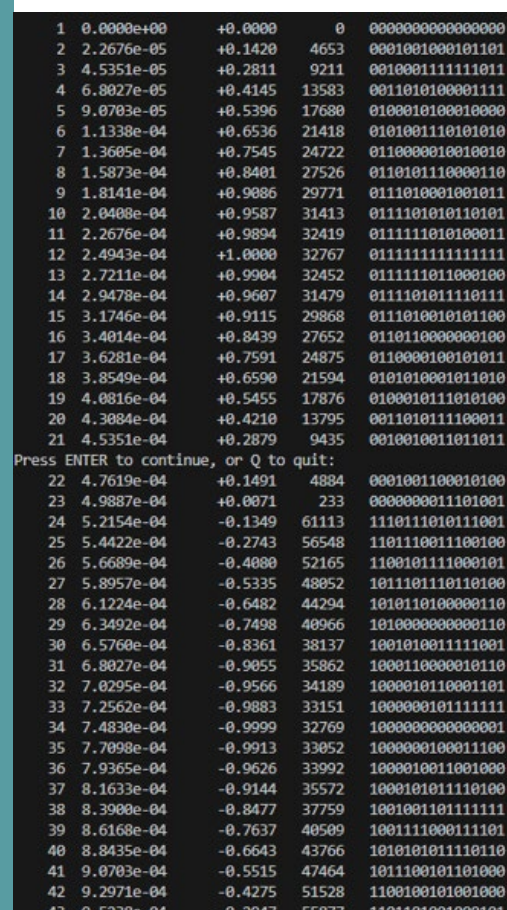 1 0.0000e+00 +0.0000 0 0000000000000000
2 2.2676e-05 +0.1420 4653 0001001000101101
3 4.5351e-05 +0.2811 9211 0010001111111011
4 6.8027e-05 +0.4145 13583 0011010100001111
5 9.0703e-05 +0.5396 17680 0100010100010000
6 1.1338e-04 +0.6536 21418 0101001110101010
7 1.3605e-04 +0.7545 24722 0110000010010010
8 1.5873e-04 +0.8401 27526 0110101110000110
9 1.8141e-04 +0.9086 29771 0111010001001011
10 2.0408e-04 +0.9587 31413 0111101010110101
11 2.2676e-04 +0.9894 32419 0111111010100011
12 2.4943e-04 +1.0000 32767 0111111111111111
13 2.7211e-04 +0.9904 32452 0111111011000100
14 2.9478e-04 +0.9607 31479 0111101011110111
15 3.1746e-04 +0.9115 29868 0111010010101100
16 3.4014e-04 +0.8439 27652 0110110000000100
17 3.6281e-04 +0.7591 24875 0110000100101011
18 3.8549e-04 +0.6590 21594 0101010001011010
19 4.0816e-04 +0.5455 17876 0100010111010100
20 4.3084e-04 +0.4210 13795 0011010111100011
21 4.5351e-04 +0.2879 9435 0010010011011011
Press ENTER to continue, or Q to quit:
22 4.7619e-04 +0.1491 4884 0001001100010100
23 4.9887e-04 +0.0071 233 0000000011101001
24 5.2154e-04 -0.1349 61113 1110111010111001
25 5.4422e-04 -0.2743 56548 1101110011100100
26 5.6689e-04 -0.4080 52165 1100101111000101
27 5.8957e-04 -0.5335 48052 1011101110110100
28 6.1224e-04 -0.6482 44294 1010110100000110
29 6.3492e-04 -0.7498 40966 1010000000000110
30 6.5760e-04 -0.8361 38137 1001010011111001
31 6.8027e-04 -0.9055 35862 1000110000010110
32 7.0295e-04 -0.9566 34189 1000010110001101
33 7.2562e-04 -0.9883 33151 1000000101111111
34 7.4830e-04 -0.9999 32769 1000000000000001
35 7.7098e-04 -0.9913 33052 1000000100011100
36 7.9365e-04 -0.9626 33992 1000010011001000
37 8.1633e-04 -0.9144 35572 1000101011110100
38 8.3900e-04 -0.8477 37759 1001001101111111
39 8.6168e-04 -0.7637 40509 1001111000111101
40 8.8435e-04 -0.6643 43766 1010101011110110
41 9.0703e-04 -0.5515 47464 1011100101101000
42 9.2971e-04 -0.4275 51528 1100100101001000